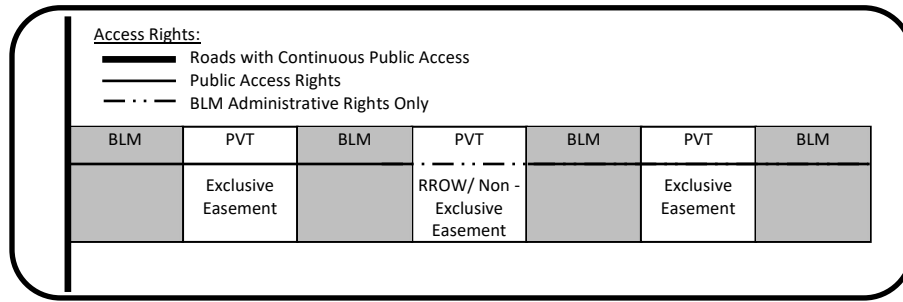 Access Rights:
Roads with Continuous Public Access
Public Access Rights
BLM Administrative Rights Only
BLM PVT BLM PVT BLM PVT BLM
Exclusive
Easement
RROW/ Non -
Exclusive
Easement
Exclusive
Easement